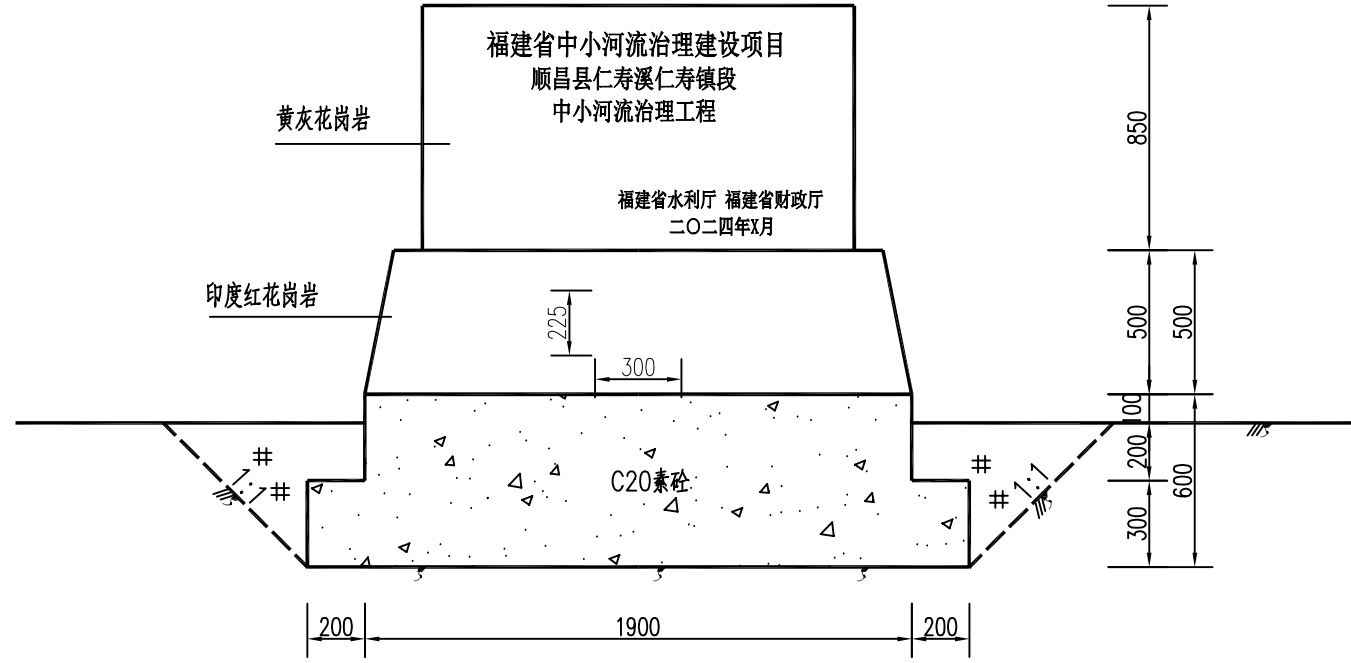 福建省中小河流治理建设项目
顺昌县仁寿溪仁寿镇段
中小河流治理工程
黄灰花岗岩
福建省水利厅 福建省财政厅
二〇二四年X月
850
印度红花岗岩
225
300
500
500
100
200
600
300
1:1
1:1
C20素砼
200
1900
200